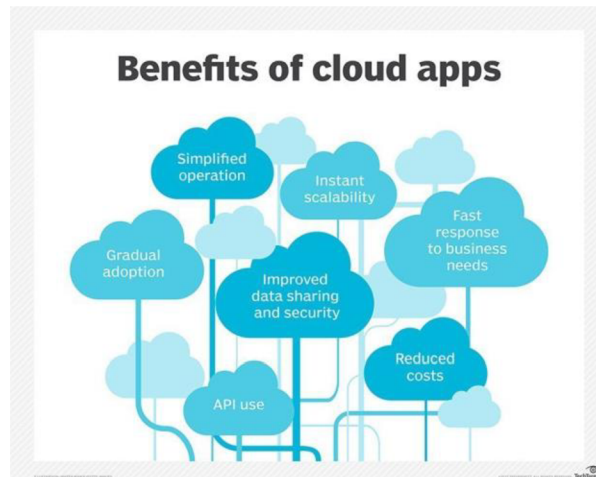 Benefits of cloud apps
Simplified
operation
Instant
scalability
Fast
response
to business
needs
Gradual
adoption
Improved
data sharing
and security
Reduced
costs
API use